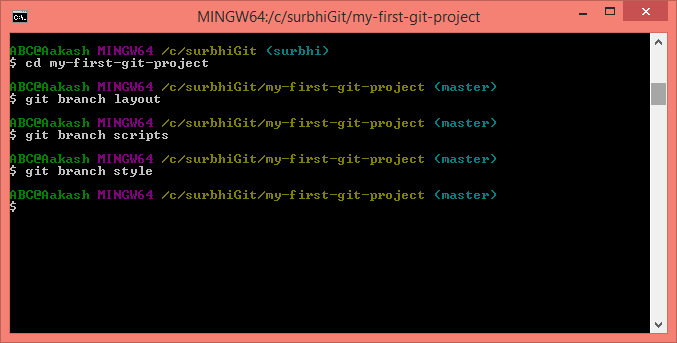 MINGW64:/c/surbhiGit/my-first-git-project
ABC@Aakash MINGW64 /c/surbhiGit (surbhi)
$ cd my-first-git-project
ABC@Aakash MINGW64 /c/surbhiGit/my-first-git-project (master)
$ git branch layout
ABC@Aakash MINGW64 /c/surbhiGit/my-first-git-project (master)
$ git branch scripts
ABC@Aakash MINGW64 /c/surbhiGit/my-first-git-project (master)
$ git branch style
ABC@Aakash MINGW64 /c/surbhiGit/my-first-git-project (master)
$